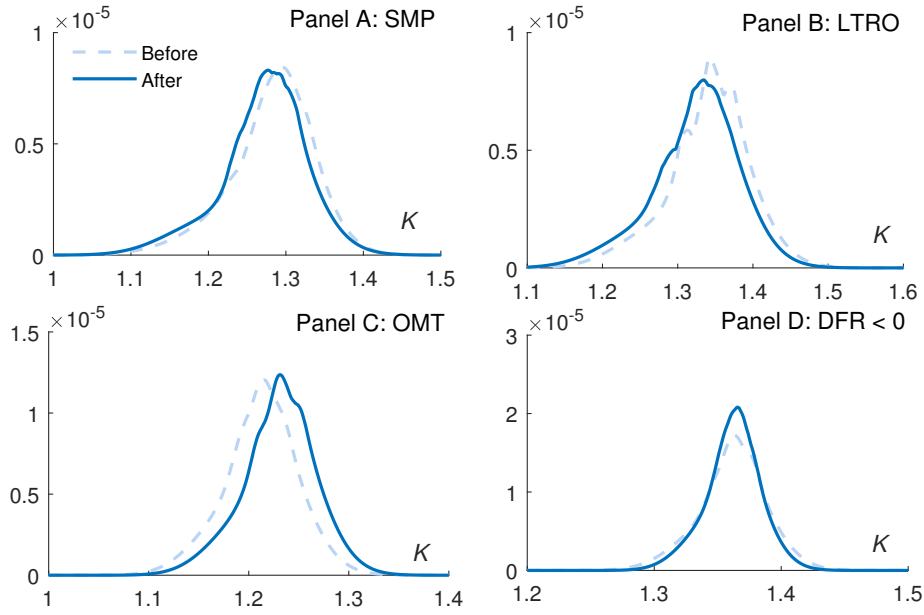 ×10⁻⁵
Panel A: SMP
1
0.5
0
Before
After
K
1 1.1 1.2 1.3 1.4 1.5
×10⁻⁵
Panel B: LTRO
1
0.5
0
K
1.1 1.2 1.3 1.4 1.5 1.6
×10⁻⁵
Panel C: OMT
1.5
1
0.5
0
K
1 1.1 1.2 1.3 1.4
×10⁻⁵
Panel D: DFR < 0
3
2
1
0
K
1.2 1.3 1.4 1.5